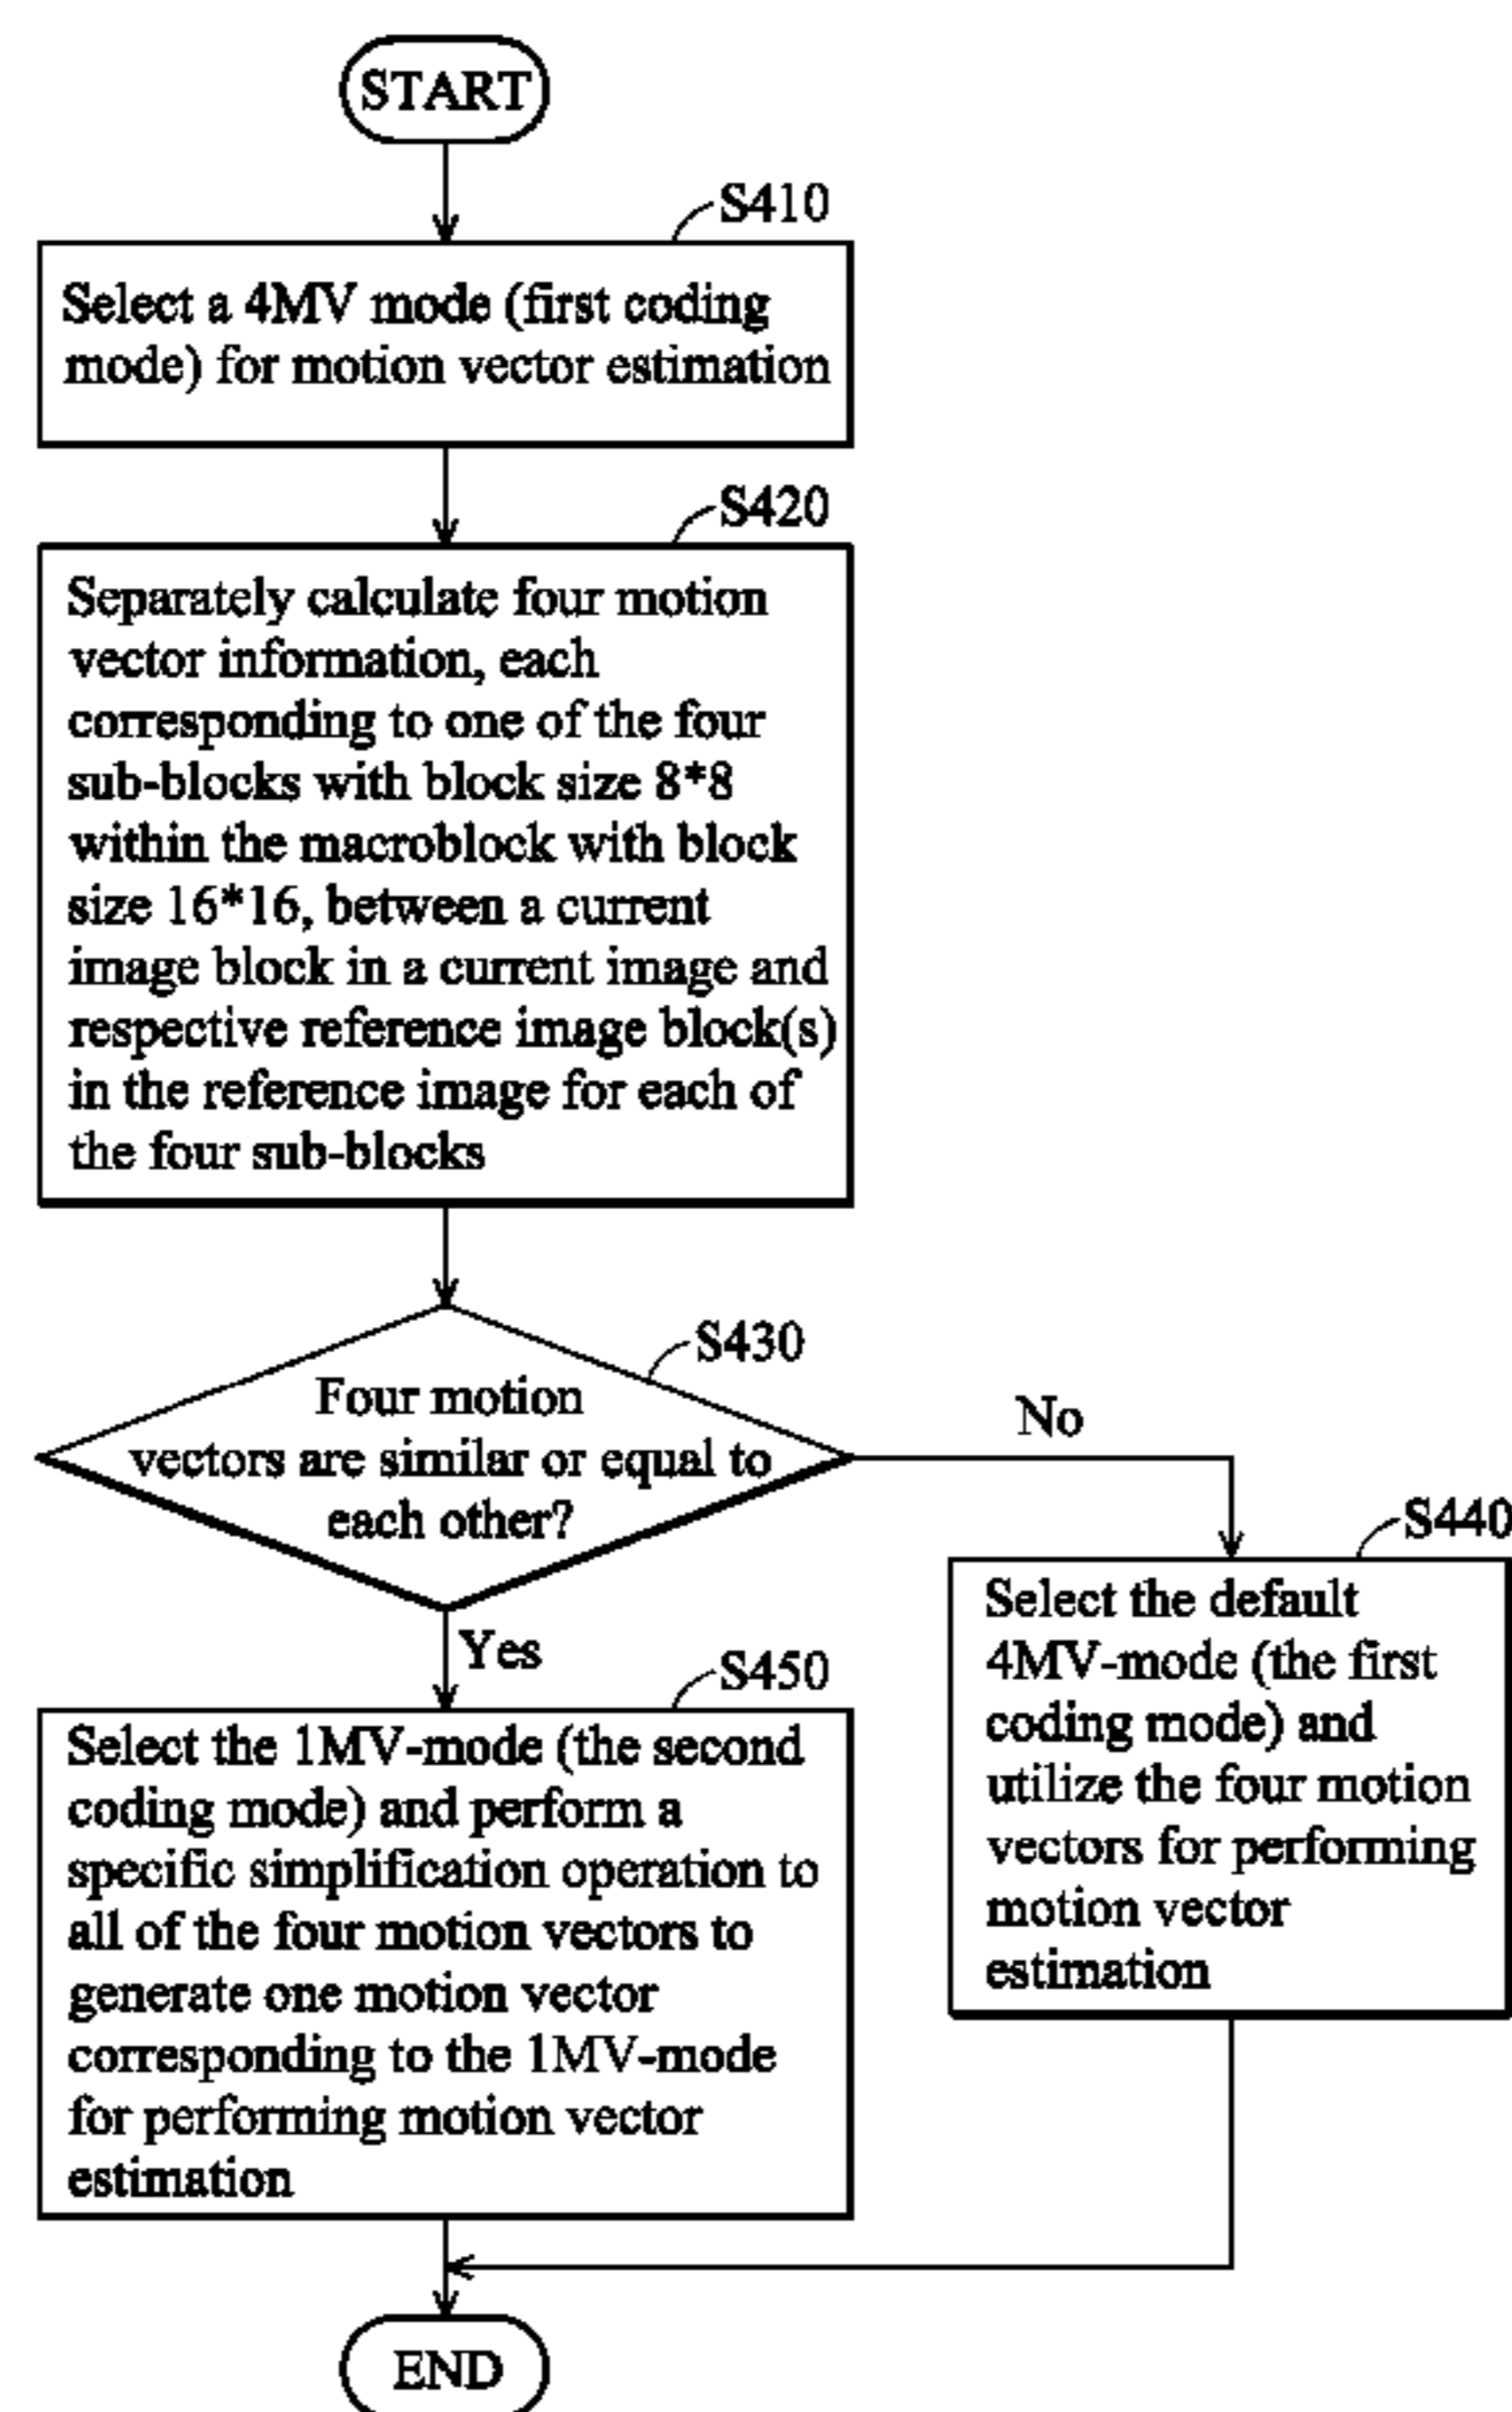 START
S410
Select a 4MV mode (first coding
mode) for motion vector estimation
S420
Separately calculate four motion
vector information, each
corresponding to one of the four
sub-blocks with block size 8*8
within the macroblock with block
size 16*16, between a current
image block in a current image and
respective reference image block(s)
in the reference image for each of
the four sub-blocks
S430
Four motion
vectors are similar or equal to
each other?
No
S440
Select the default
4MV-mode (the first
coding mode) and
utilize the four motion
vectors for performing
motion vector
estimation
Yes
S450
Select the 1MV-mode (the second
coding mode) and perform a
specific simplification operation to
all of the four motion vectors to
generate one motion vector
corresponding to the 1MV-mode
for performing motion vector
estimation
END